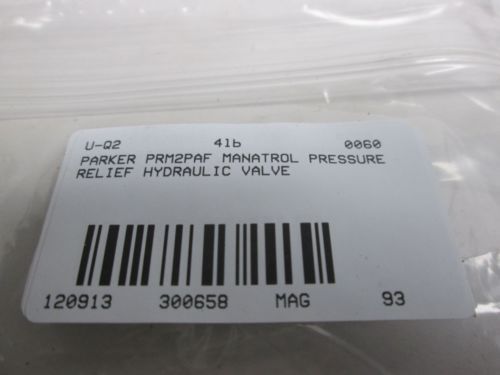 U-Q2 4lb 0060
PARKER PRM2PAF MANATROL PRESSURE
RELIEF HYDRAULIC VALVE
120913 300658 MAG 93